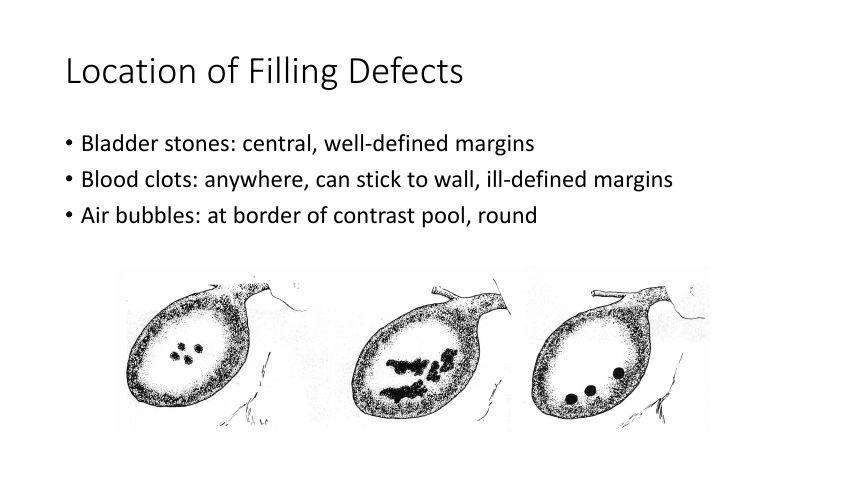 Location of Filling Defects
• Bladder stones: central, well-defined margins
• Blood clots: anywhere, can stick to wall, ill-defined margins
• Air bubbles: at border of contrast pool, round